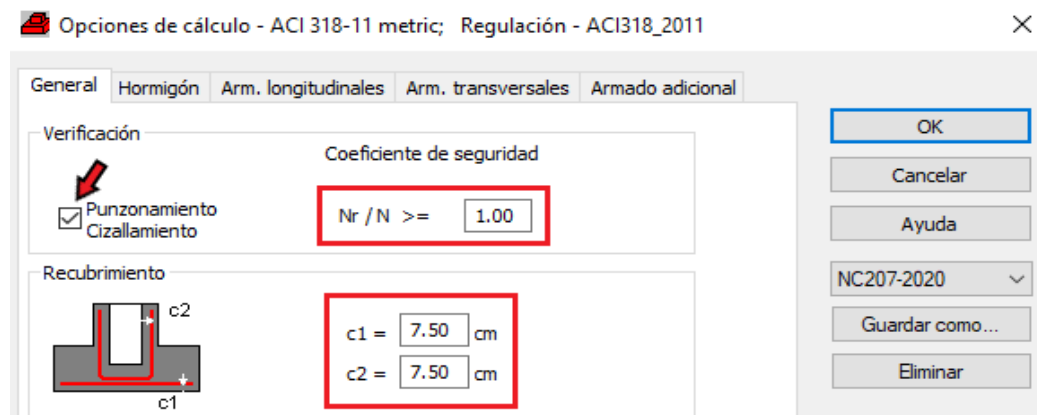 Opciones de cálculo - ACI 318-11 metric; Regulación - ACI318_2011
General Hormigón Arm. longitudinales Arm. transversales Armado adicional
Verificación
Coeficiente de seguridad
Punzonamiento
Cizallamiento
Nr / N >= 1.00
Recubrimiento
c2
c1
c1 = 7.50 cm
c2 = 7.50 cm
OK
Cancelar
Ayuda
NC207-2020
Guardar como...
Eliminar